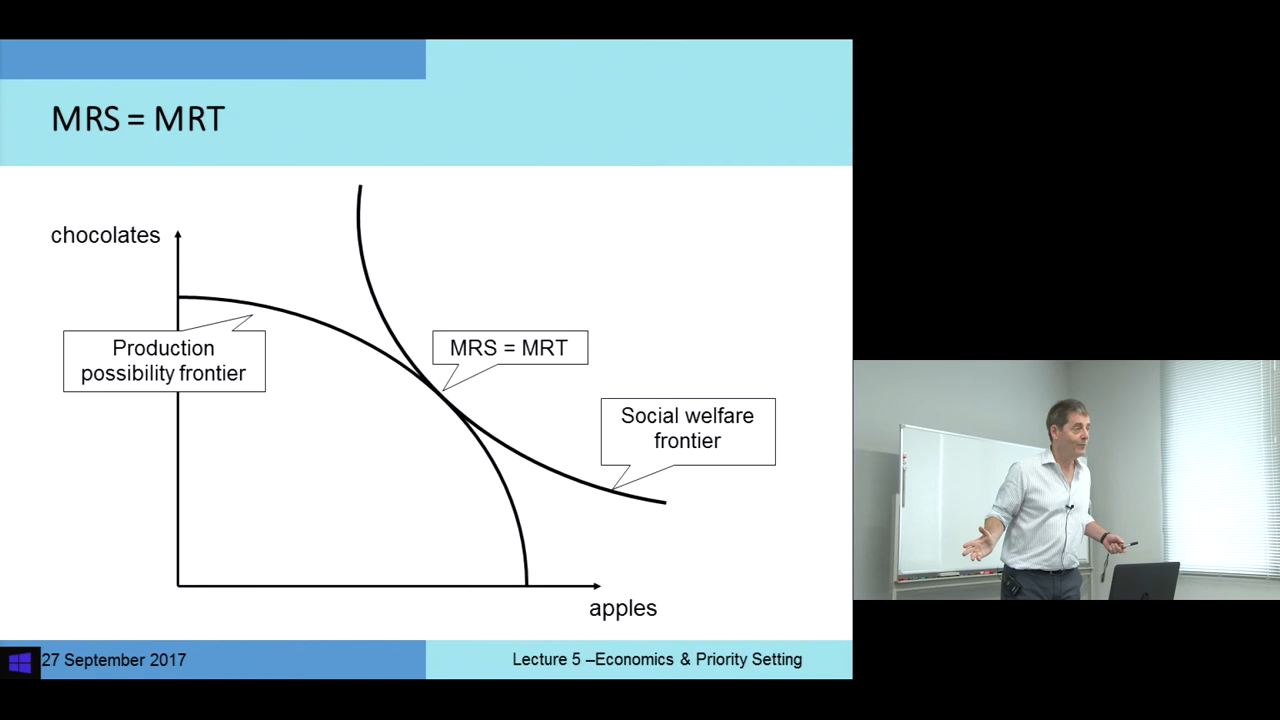 MRS = MRT
chocolates
Production
possibility frontier
MRS = MRT
Social welfare
frontier
apples
27 September 2017
Lecture 5 –Economics & Priority Setting